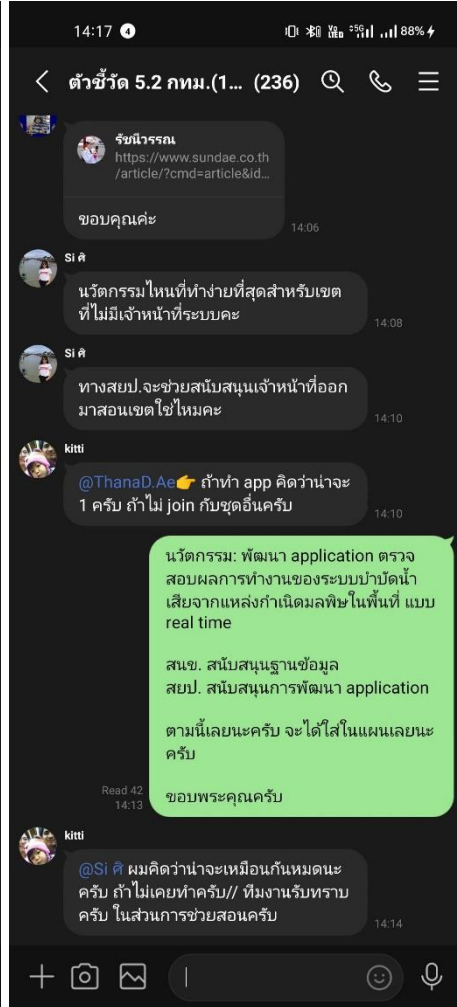 14:17 4 88%
ตัวชี้วัด 5.2 กทม.(1... (236)
รัชนีวรรณ
https://www.sundae.co.th
/article/?cmd=article&id...
ขอบคุณค่ะ
14:06
Si ศิ
นวัตกรรมไหนที่ทำง่ายที่สุดสำหรับเขต
ที่ไม่มีเจ้าหน้าที่ระบบคะ
14:08
Si ศิ
ทางสยป.จะช่วยสนับสนุนเจ้าหน้าที่ออก
มาสอนเขตใช่ไหมคะ
14:10
kitti
@ThanaD.Ae👉 ถ้าทำ app คิดว่าน่าจะ
1 ครับ ถ้าไม่ join กับชุดอื่นครับ
14:10
นวัตกรรม: พัฒนา application ตรวจ
สอบผลการทำงานของระบบบำบัดน้ำ
เสียจากแหล่งกำเนิดมลพิษในพื้นที่ แบบ
real time
สนข. สนับสนุนฐานข้อมูล
สยป. สนับสนุนการพัฒนา application
ตามนี้เลยนะครับ จะได้ใส่ในแผนเลยนะ
ครับ
ขอบพระคุณครับ
Read 42
14:13
kitti
@Si ศิ ผมคิดว่าน่าจะเหมือนกันหมดนะ
ครับ ถ้าไม่เคยทำครับ// ทีมงานรับทราบ
ครับ ในส่วนการช่วยสอนครับ
14:14